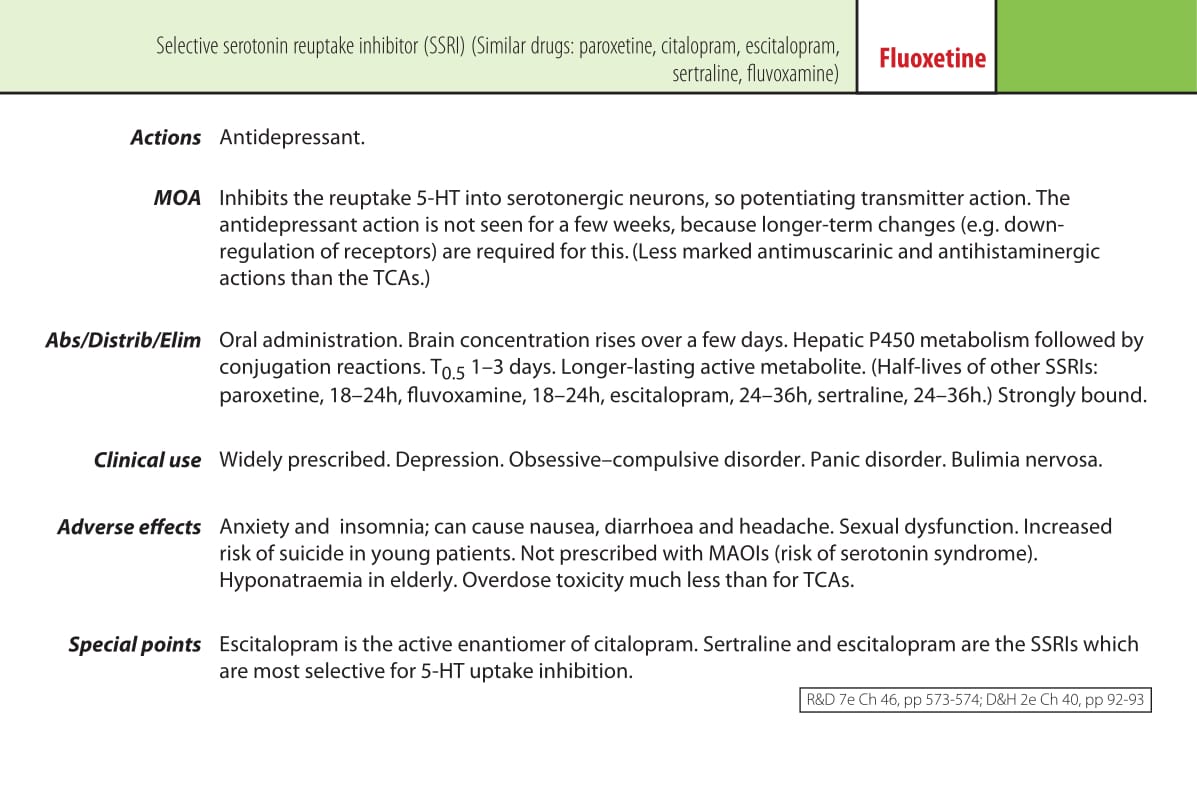 Selective serotonin reuptake inhibitor (SSRI) (Similar drugs: paroxetine, citalopram, escitalopram,
sertraline, fluvoxamine)
Fluoxetine
Actions Antidepressant.
MOA Inhibits the reuptake 5-HT into serotonergic neurons, so potentiating transmitter action. The
antidepressant action is not seen for a few weeks, because longer-term changes (e.g. down-
regulation of receptors) are required for this. (Less marked antimuscarinic and antihistaminergic
actions than the TCAs.)
Abs/Distrib/Elim Oral administration. Brain concentration rises over a few days. Hepatic P450 metabolism followed by
conjugation reactions. T0.5 1–3 days. Longer-lasting active metabolite. (Half-lives of other SSRIs:
paroxetine, 18–24h, fluvoxamine, 18–24h, escitalopram, 24–36h, sertraline, 24–36h.) Strongly bound.
Clinical use Widely prescribed. Depression. Obsessive–compulsive disorder. Panic disorder. Bulimia nervosa.
Adverse effects Anxiety and insomnia; can cause nausea, diarrhoea and headache. Sexual dysfunction. Increased
risk of suicide in young patients. Not prescribed with MAOIs (risk of serotonin syndrome).
Hyponatraemia in elderly. Overdose toxicity much less than for TCAs.
Special points Escitalopram is the active enantiomer of citalopram. Sertraline and escitalopram are the SSRIs which
are most selective for 5-HT uptake inhibition.
R&D 7e Ch 46, pp 573-574; D&H 2e Ch 40, pp 92-93